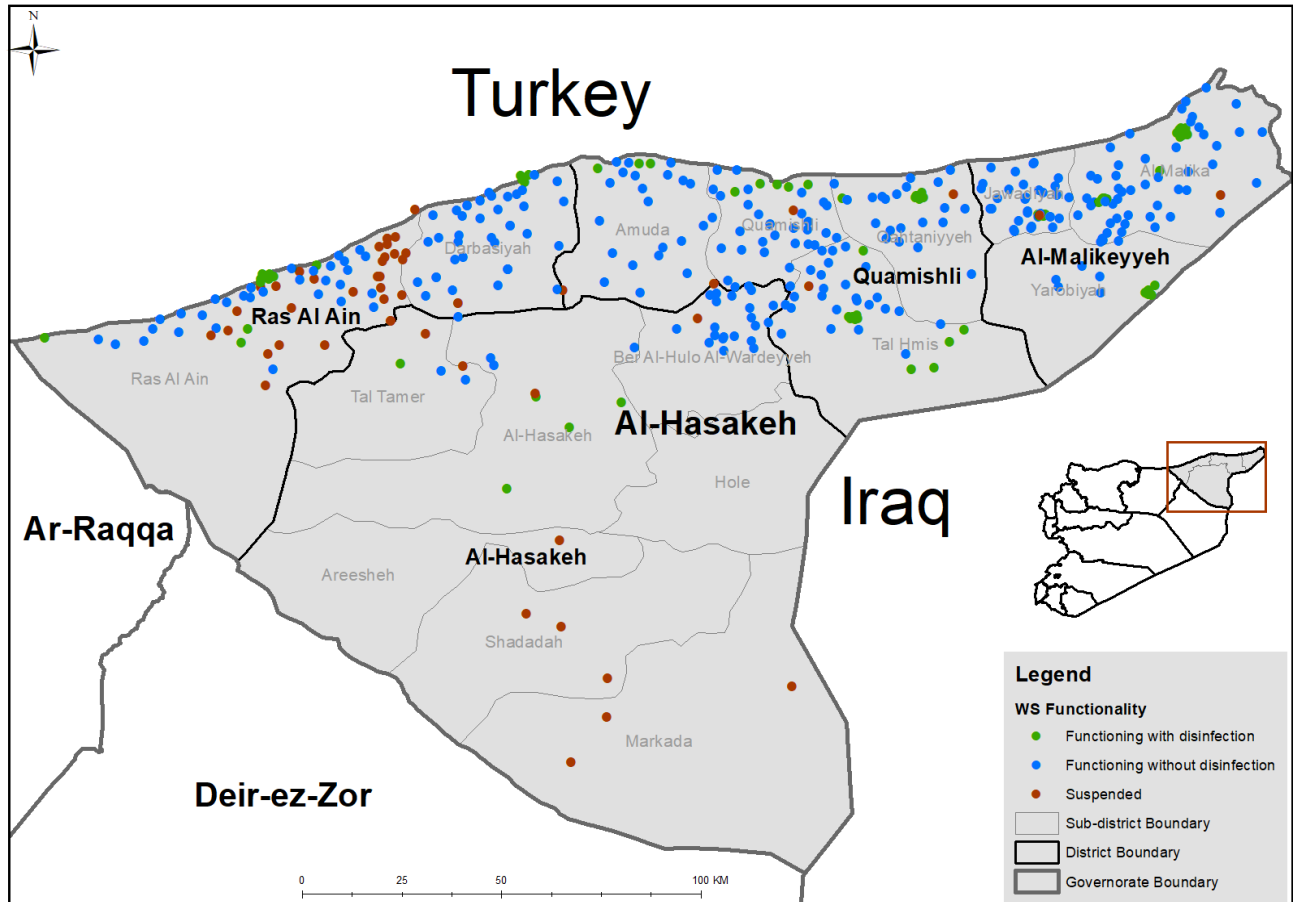 N
Turkey
Al-Malika
Jawadiyah
Quamishli
Amuda
Qahtaniyyeh
Darbasiyah
Al-Malikeyyeh
Quamishli
Yarobiyah
Ras Al Ain
Tal Hmis
Ber Al-Hulo Al-Wardeyyeh
Ras Al Ain
Tal Tamer
Al-Hasakeh
Al-Hasakeh
Hole
Iraq
Ar-Raqqa
Al-Hasakeh
Areesheh
Shadadah
Markada
Deir-ez-Zor
Legend
WS Functionality
Functioning with disinfection
Functioning without disinfection
Suspended
Sub-district Boundary
District Boundary
Governorate Boundary
0 25 50 100 KM